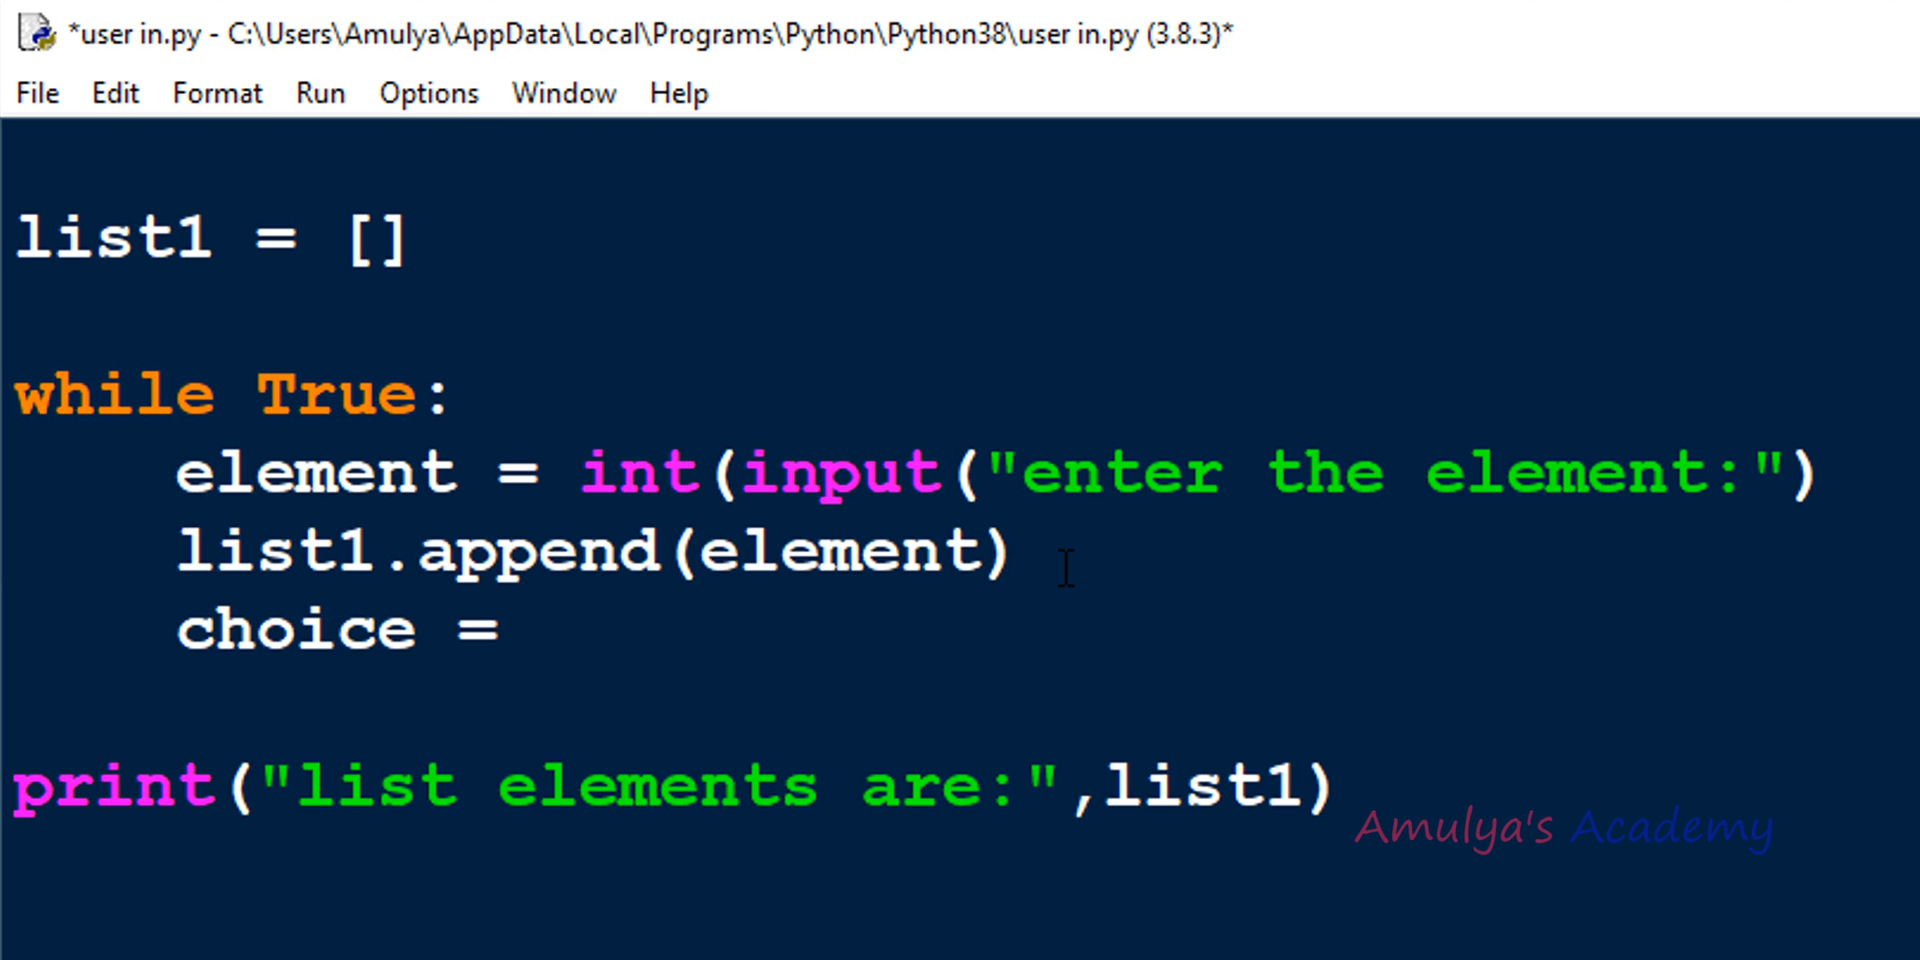 *user in.py - C:\Users\Amulya\AppData\Local\Programs\Python\Python38\user in.py (3.8.3)*
File Edit Format Run Options Window Help
list1 = []
while True:
    element = int(input("enter the element:")
    list1.append(element)
    choice =
print("list elements are:",list1)
Amulya's Academy